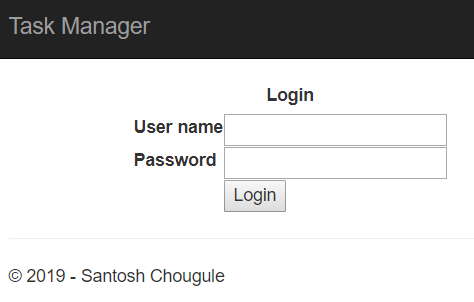 Task Manager
Login
User name
Password
Login
© 2019 - Santosh Chougule